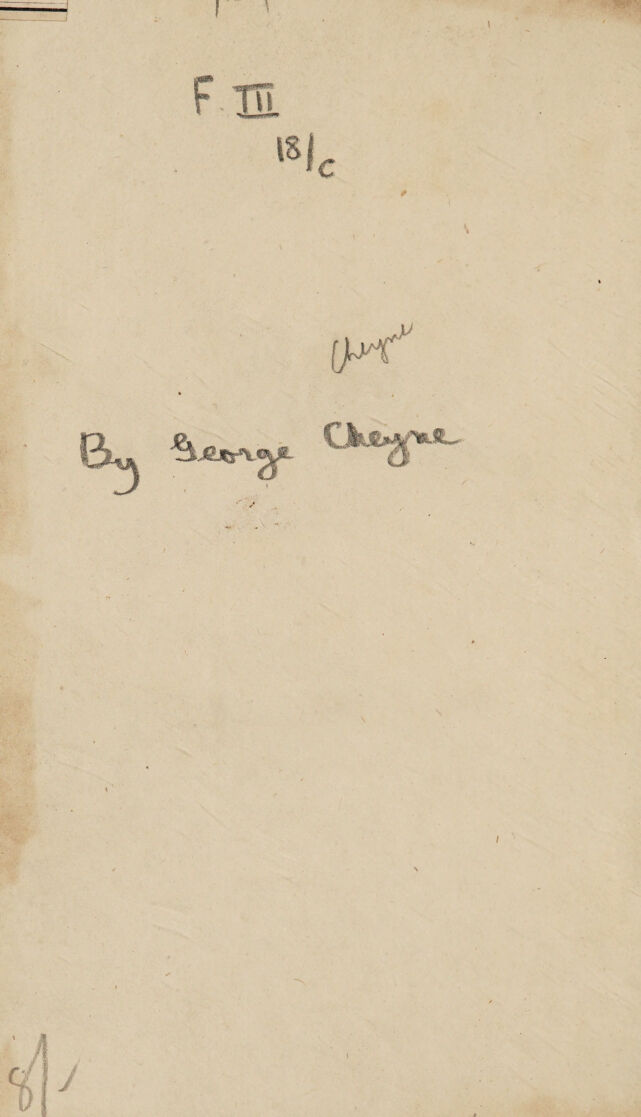 F. III
18/c
Cheyne
By George Cheyne
8/-